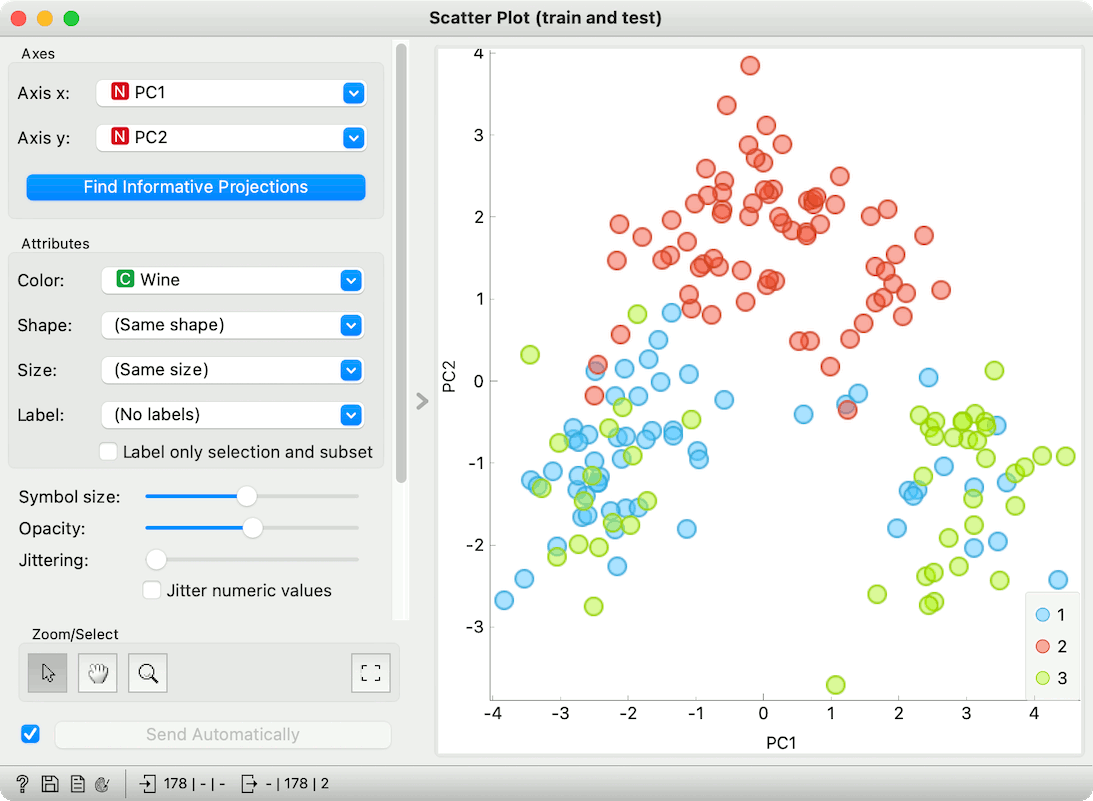 Scatter Plot (train and test)
Axes
Axis x: N PC1
Axis y: N PC2
Find Informative Projections
Attributes
Color: C Wine
Shape: (Same shape)
Size: (Same size)
Label: (No labels)
Label only selection and subset
Symbol size:
Opacity:
Jittering:
Jitter numeric values
Zoom/Select
Send Automatically
? 178 | - | - - | 178 | 2
4
3
2
1
0
-1
-2
-3
PC2
-4 -3 -2 -1 0 1 2 3 4
PC1
1
2
3